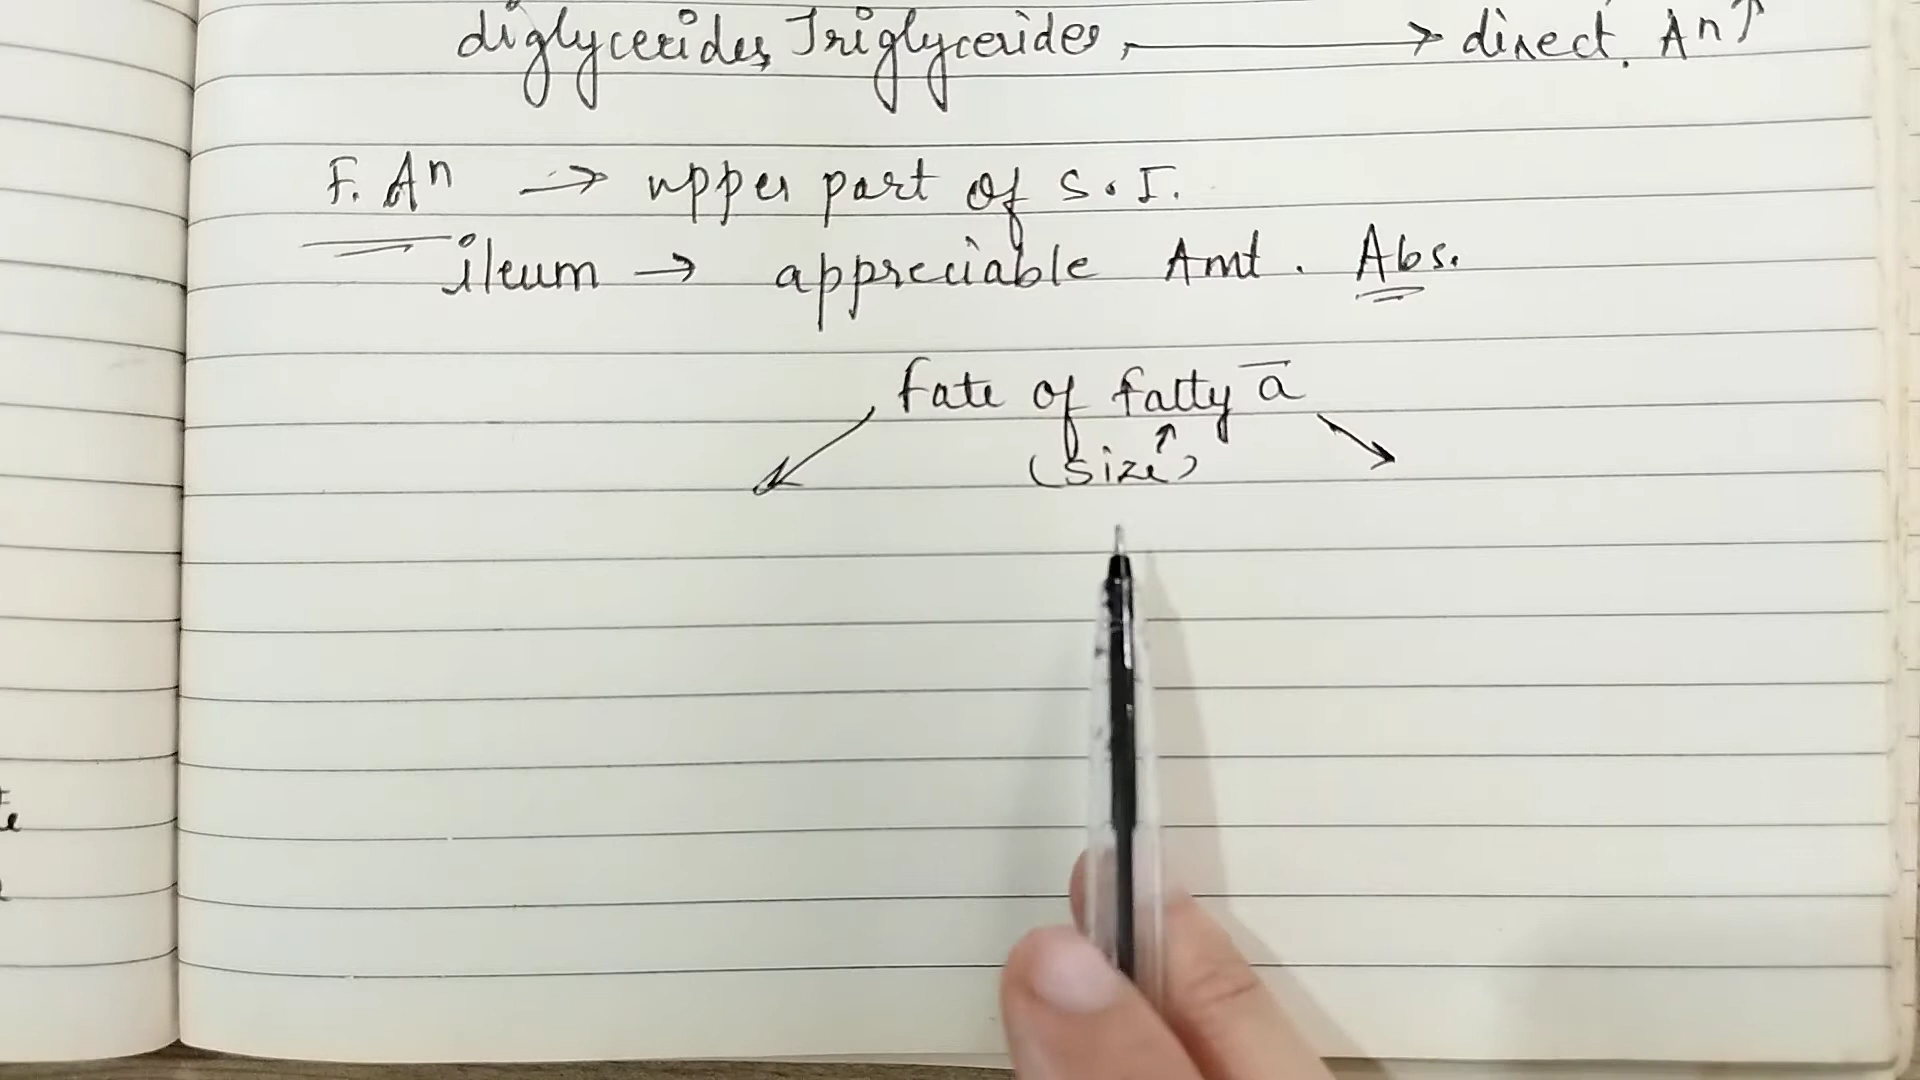 diglycerides, Triglycerides, → direct. Aⁿ↑
F. Aⁿ → upper part of S.I.
ileum → appreciable Amt. Abs.
fate of fatty a̅
(size)